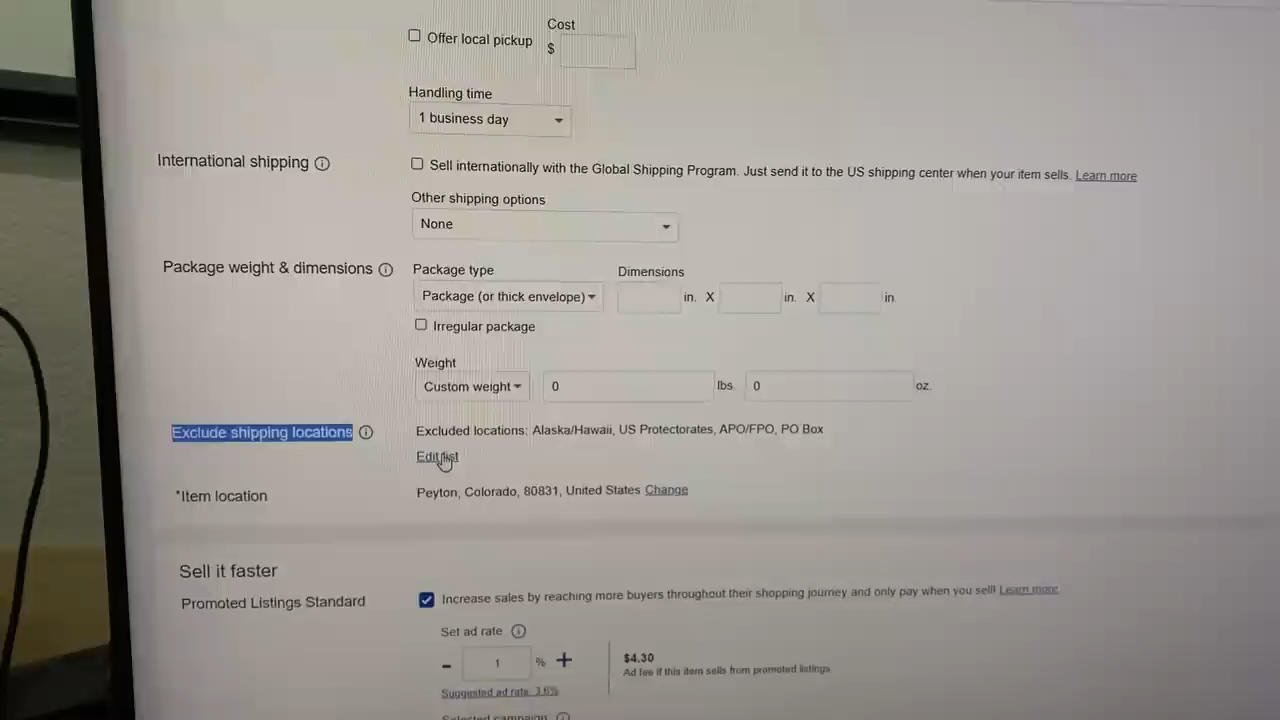 Cost
Offer local pickup
$
Handling time
1 business day
International shipping
Sell internationally with the Global Shipping Program. Just send it to the US shipping center when your item sells. Learn more
Other shipping options
None
Package weight & dimensions
Package type
Dimensions
Package (or thick envelope)
in. X
in. X
in
Irregular package
Weight
Custom weight
0
lbs.
0
oz.
Exclude shipping locations
Excluded locations: Alaska/Hawaii, US Protectorates, APO/FPO, PO Box
Edit list
*Item location
Peyton, Colorado, 80831, United States Change
Sell it faster
Promoted Listings Standard
Increase sales by reaching more buyers throughout their shopping journey and only pay when you sell! Learn more
Set ad rate
- 1 % +
$4.30
Ad fee if this item sells from promoted listings
Suggested ad rate 3.6%
Selected campaign